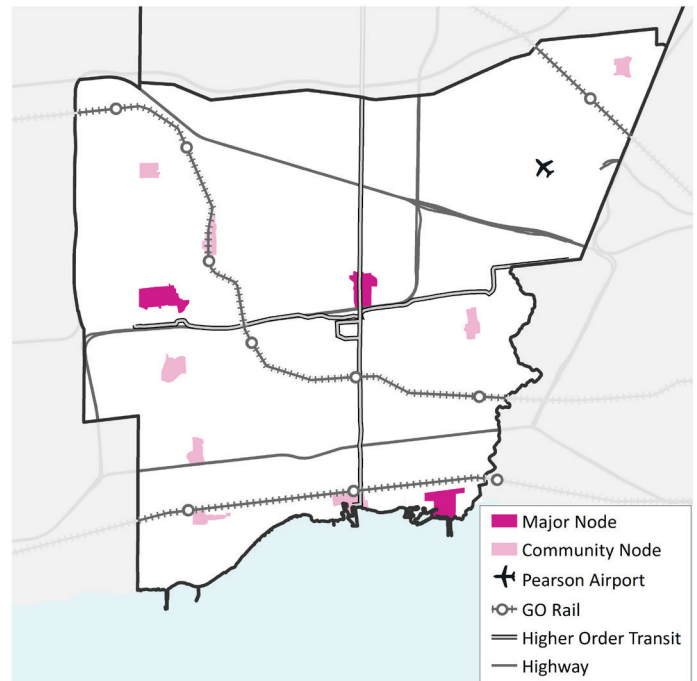 Major Node
Community Node
Pearson Airport
GO Rail
Higher Order Transit
Highway